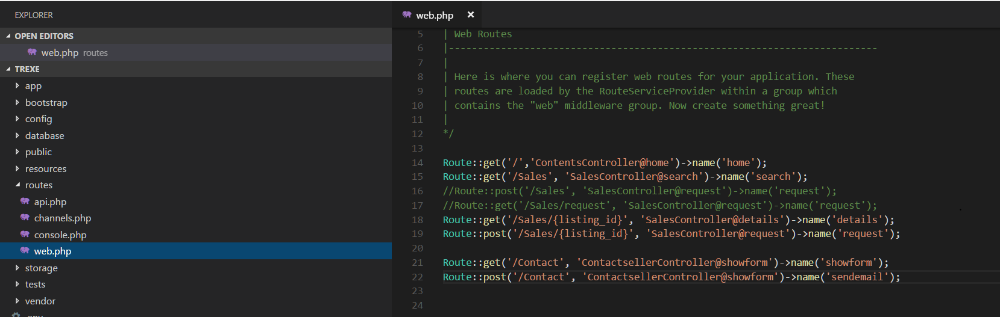 EXPLORER
OPEN EDITORS
web.php routes
TREXE
app
bootstrap
config
database
public
resources
routes
api.php
channels.php
console.php
web.php
storage
tests
vendor
.env
web.php ×
5 | Web Routes
6 |--------------------------------------------------------------------------
7 |
8 | Here is where you can register web routes for your application. These
9 | routes are loaded by the RouteServiceProvider within a group which
10 | contains the "web" middleware group. Now create something great!
11 |
12 */
13
14 Route::get('/','ContentsController@home')->name('home');
15 Route::get('/Sales', 'SalesController@search')->name('search');
16 //Route::post('/Sales', 'SalesController@request')->name('request');
17 //Route::get('/Sales/request', 'SalesController@request')->name('request');
18 Route::get('/Sales/{listing_id}', 'SalesController@details')->name('details');
19 Route::post('/Sales/{listing_id}', 'SalesController@request')->name('request');
20
21 Route::get('/Contact', 'ContactsellerController@showform')->name('showform');
22 Route::post('/Contact', 'ContactsellerController@showform')->name('sendemail');
23
24